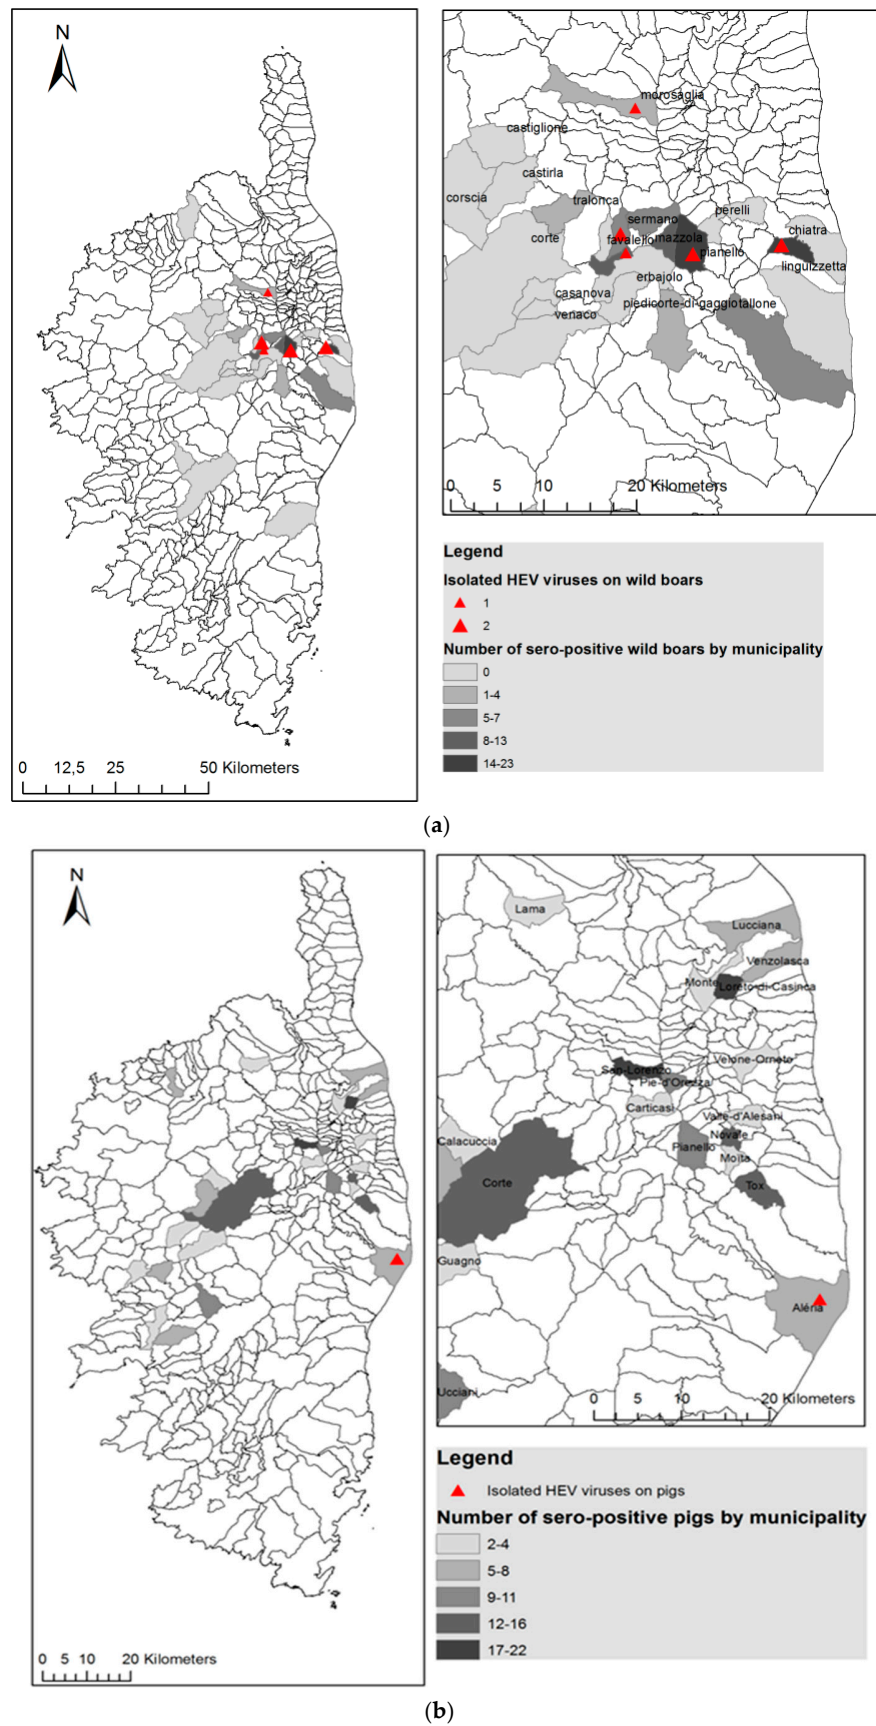 N
0 12,5 25 50 Kilometers
morosaglia
castiglione
castirla
corscia
tralonca
perelli
sermano
chiatra
corte
favalello
mazzola
pianello
linguizzetta
erbajolo
casanova
piedicorte-di-gaggio
tallone
venaco
0 5 10 20 Kilometers
Legend
Isolated HEV viruses on wild boars
1
2
Number of sero-positive wild boars by municipality
0
1-4
5-7
8-13
14-23
(a)
N
0 5 10 20 Kilometers
Lama
Lucciana
Venzolasca
Monte
Loreto-di-Casinca
Velone-Orneto
San-Lorenzo
Pie-d'Orezza
Carticasi
Valle-d'Alesani
Calacuccia
Novale
Pianello
Moita
Corte
Tox
Guagno
Aléria
Ucciani
0 5 10 20 Kilometers
Legend
Isolated HEV viruses on pigs
Number of sero-positive pigs by municipality
2-4
5-8
9-11
12-16
17-22
(b)